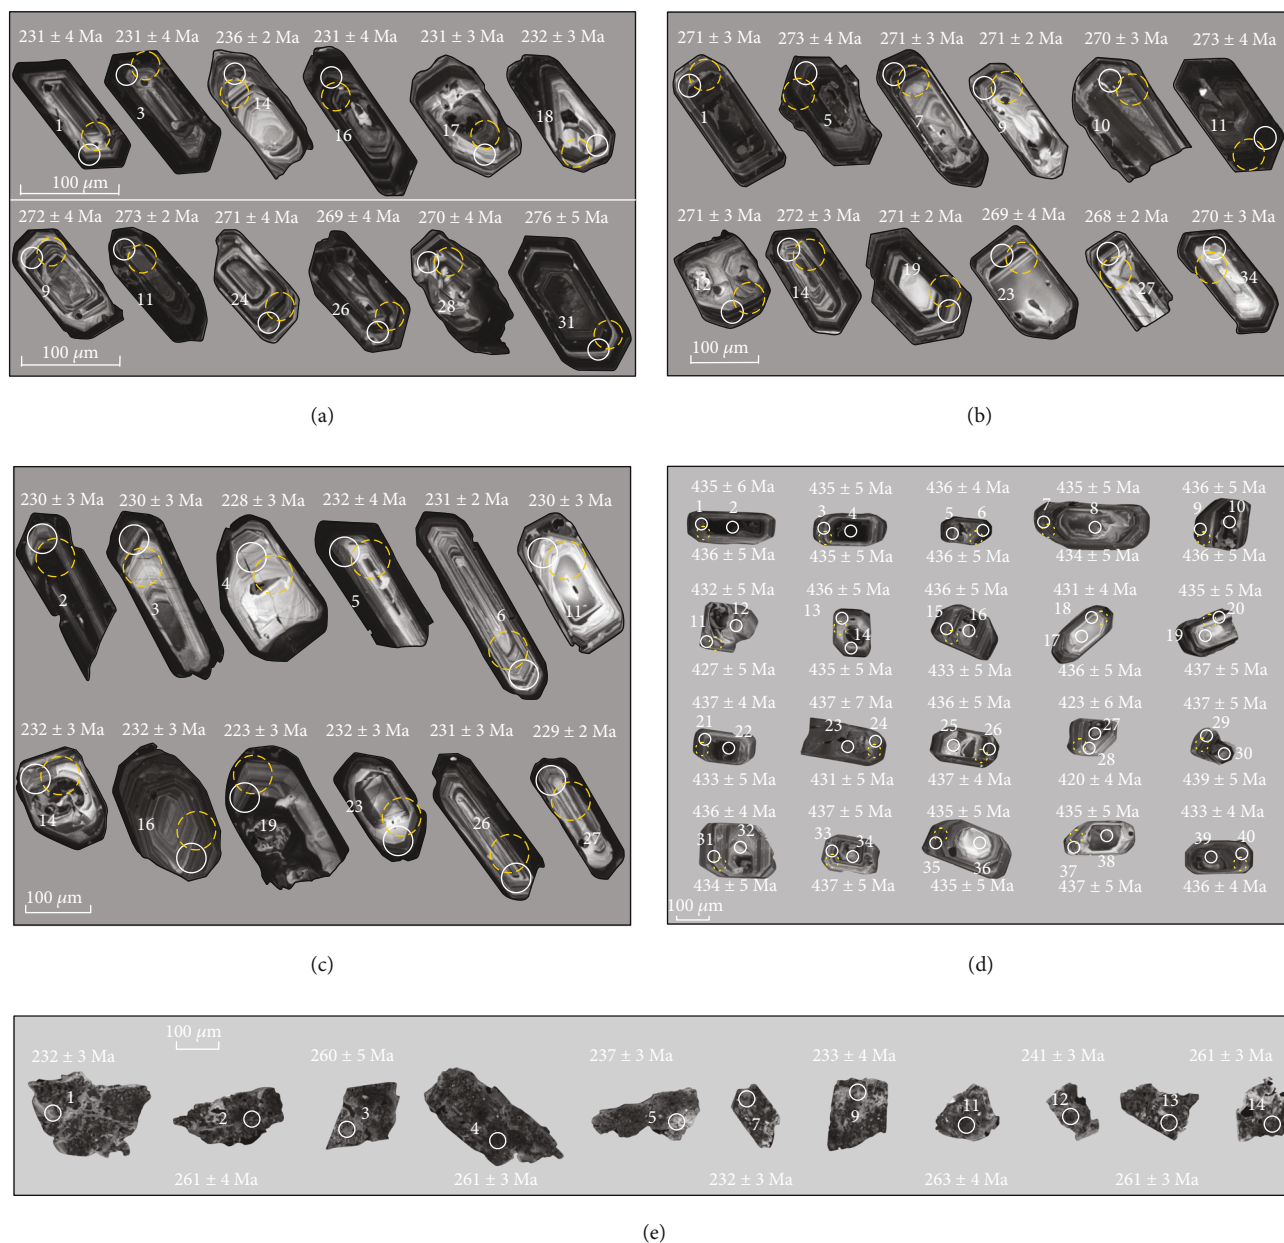 231 ± 4 Ma 231 ± 4 Ma 236 ± 2 Ma 231 ± 4 Ma 231 ± 3 Ma 232 ± 3 Ma
1 3 14 16 17 18
100 μm
272 ± 4 Ma 273 ± 2 Ma 271 ± 4 Ma 269 ± 4 Ma 270 ± 4 Ma 276 ± 5 Ma
9 11 24 26 28 31
100 μm
(a)
271 ± 3 Ma 273 ± 4 Ma 271 ± 3 Ma 271 ± 2 Ma 270 ± 3 Ma 273 ± 4 Ma
1 5 7 9 10 11
271 ± 3 Ma 272 ± 3 Ma 271 ± 2 Ma 269 ± 4 Ma 268 ± 2 Ma 270 ± 3 Ma
12 14 19 23 27 34
100 μm
(b)
230 ± 3 Ma 230 ± 3 Ma 228 ± 3 Ma 232 ± 4 Ma 231 ± 2 Ma 230 ± 3 Ma
2 3 4 5 6 11
232 ± 3 Ma 232 ± 3 Ma 223 ± 3 Ma 232 ± 3 Ma 231 ± 3 Ma 229 ± 2 Ma
14 16 19 23 26 27
100 μm
(c)
435 ± 6 Ma 435 ± 5 Ma 436 ± 4 Ma 435 ± 5 Ma 436 ± 5 Ma
1 2 3 4 5 6 7 8 9 10
436 ± 5 Ma 435 ± 5 Ma 436 ± 5 Ma 434 ± 5 Ma 436 ± 5 Ma
432 ± 5 Ma 436 ± 5 Ma 436 ± 5 Ma 431 ± 4 Ma 435 ± 5 Ma
11 12 13 14 15 16 17 18 19 20
427 ± 5 Ma 435 ± 5 Ma 433 ± 5 Ma 436 ± 5 Ma 437 ± 5 Ma
437 ± 4 Ma 437 ± 7 Ma 436 ± 5 Ma 423 ± 6 Ma 437 ± 5 Ma
21 22 23 24 25 26 27 28 29 30
433 ± 5 Ma 431 ± 5 Ma 437 ± 4 Ma 420 ± 4 Ma 439 ± 5 Ma
436 ± 4 Ma 437 ± 5 Ma 435 ± 5 Ma 435 ± 5 Ma 433 ± 4 Ma
31 32 33 34 35 36 37 38 39 40
434 ± 5 Ma 437 ± 5 Ma 435 ± 5 Ma 437 ± 5 Ma 436 ± 4 Ma
100 μm
(d)
100 μm
232 ± 3 Ma 260 ± 5 Ma 237 ± 3 Ma 233 ± 4 Ma 241 ± 3 Ma 261 ± 3 Ma
1 2 3 4 5 7 9 11 12 13 14
261 ± 4 Ma 261 ± 3 Ma 232 ± 3 Ma 263 ± 4 Ma 261 ± 3 Ma
(e)